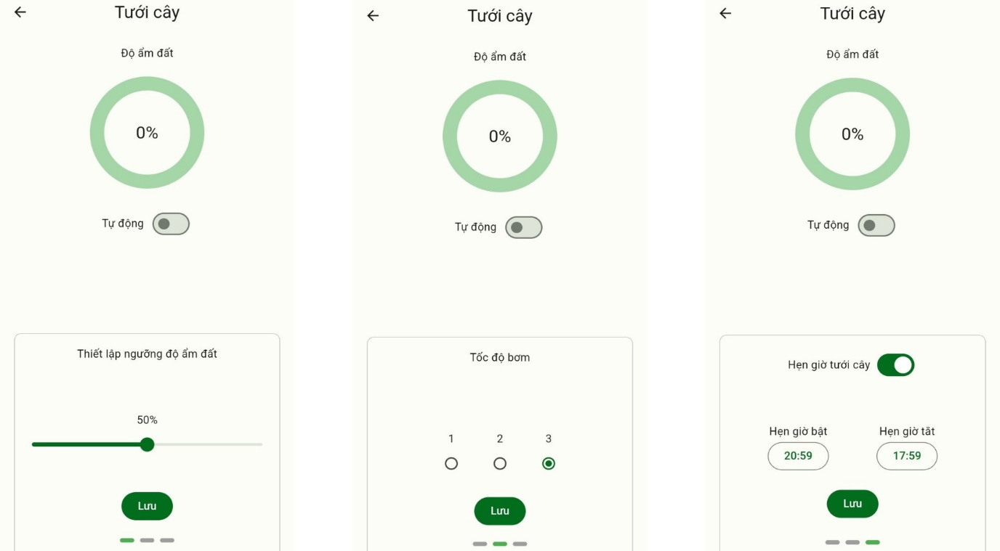 Tưới cây
Độ ẩm đất
0%
Tự động
Thiết lập ngưỡng độ ẩm đất
50%
Lưu
Tưới cây
Độ ẩm đất
0%
Tự động
Tốc độ bơm
1 2 3
Lưu
Tưới cây
Độ ẩm đất
0%
Tự động
Hẹn giờ tưới cây
Hẹn giờ bật Hẹn giờ tắt
20:59 17:59
Lưu